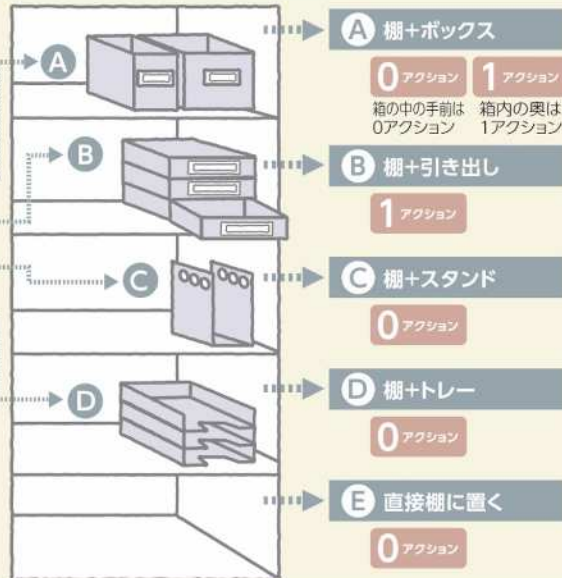 A
A 棚+ボックス
0アクション 1アクション
箱の中の手前は 箱内の奥は
0アクション 1アクション
B
B 棚+引き出し
1アクション
C
C 棚+スタンド
0アクション
D
D 棚+トレー
0アクション
E 直接棚に置く
0アクション